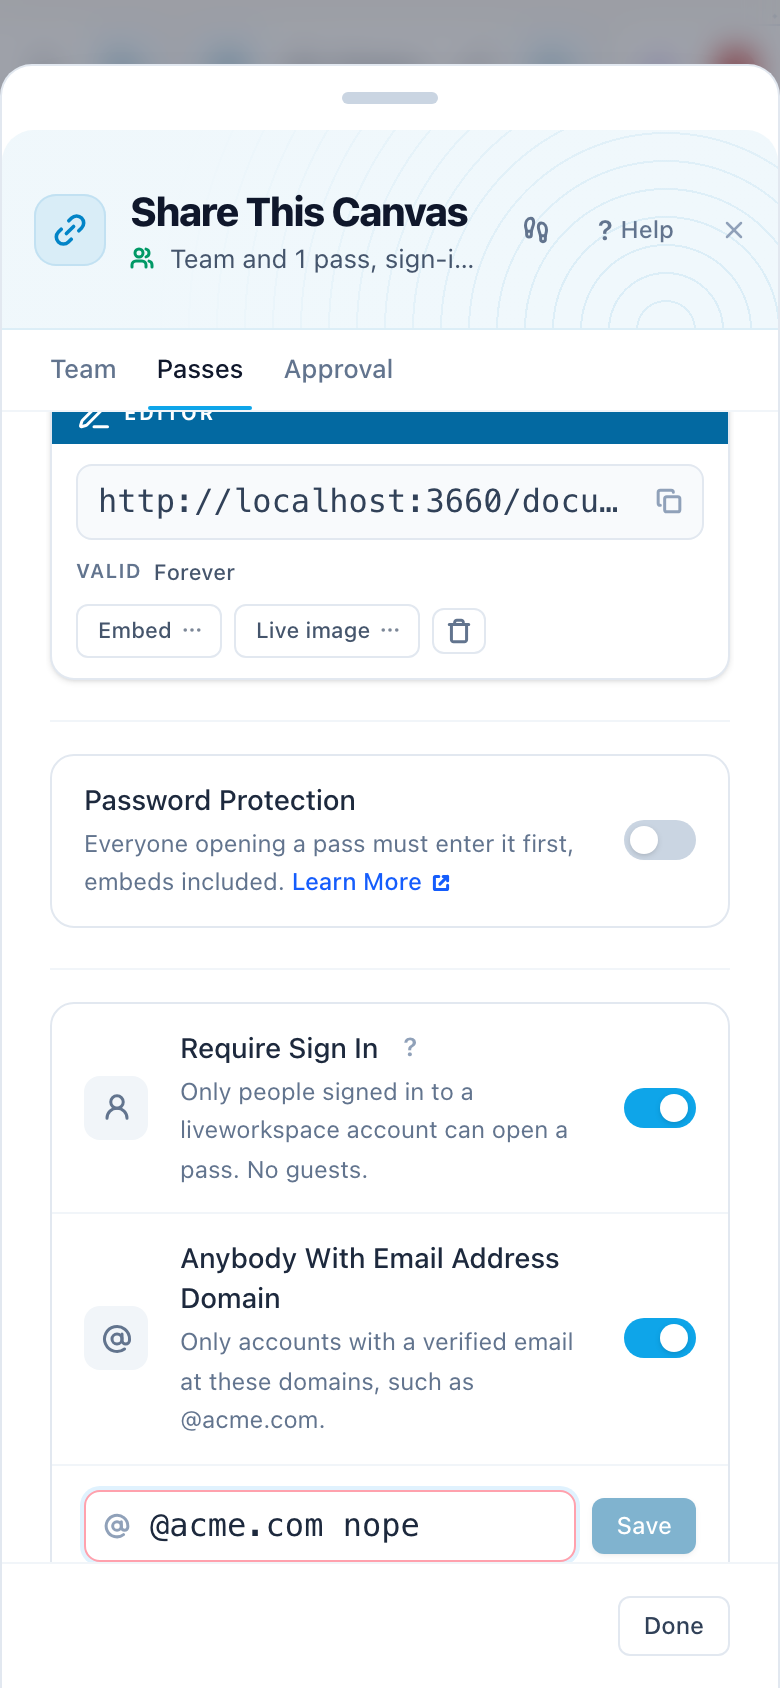 Share This Canvas
Team and 1 pass, sign-i...
? Help
Team Passes Approval
EDITOR
http://localhost:3660/docu…
VALID Forever
Embed ···
Live image ···
Password Protection
Everyone opening a pass must enter it first,
embeds included. Learn More
Require Sign In ?
Only people signed in to a
liveworkspace account can open a
pass. No guests.
Anybody With Email Address
Domain
Only accounts with a verified email
at these domains, such as
@acme.com.
@ @acme.com nope
Save
Done